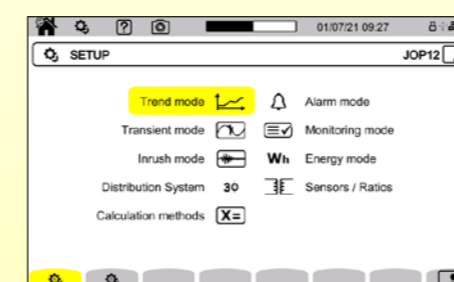 ? 01/07/21 09:27
SETUP JOP12
Trend mode Alarm mode
Transient mode Monitoring mode
Inrush mode Wh Energy mode
Distribution System 3Φ Sensors / Ratios
Calculation methods X=